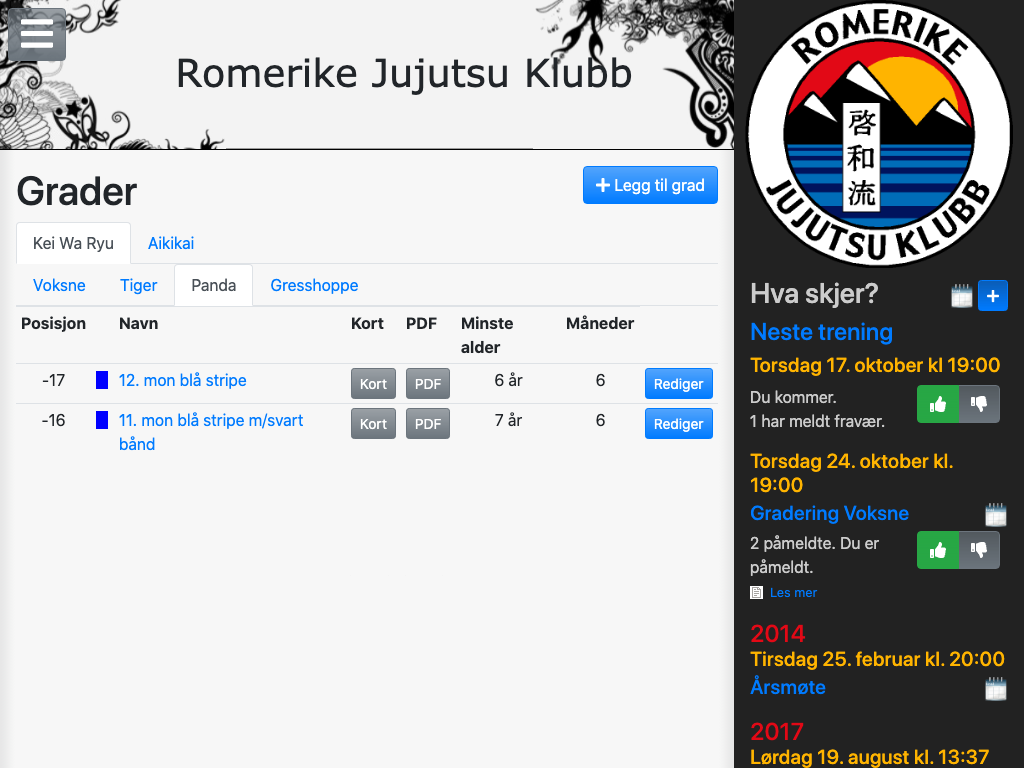 Romerike Jujutsu Klubb
Grader
Legg til grad
Kei Wa Ryu
Aikikai
Voksne
Tiger
Panda
Gresshoppe
Posisjon Navn Kort PDF Minste alder Måneder
-17 12. mon blå stripe Kort PDF 6 år 6 Rediger
-16 11. mon blå stripe m/svart bånd Kort PDF 7 år 6 Rediger
ROMERIKE
啓和流
JUJUTSU KLUBB
Hva skjer?
Neste trening
Torsdag 17. oktober kl 19:00
Du kommer.
1 har meldt fravær.
Torsdag 24. oktober kl.
19:00
Gradering Voksne
2 påmeldte. Du er
påmeldt.
Les mer
2014
Tirsdag 25. februar kl. 20:00
Årsmøte
2017
Lørdag 19. august kl. 13:37